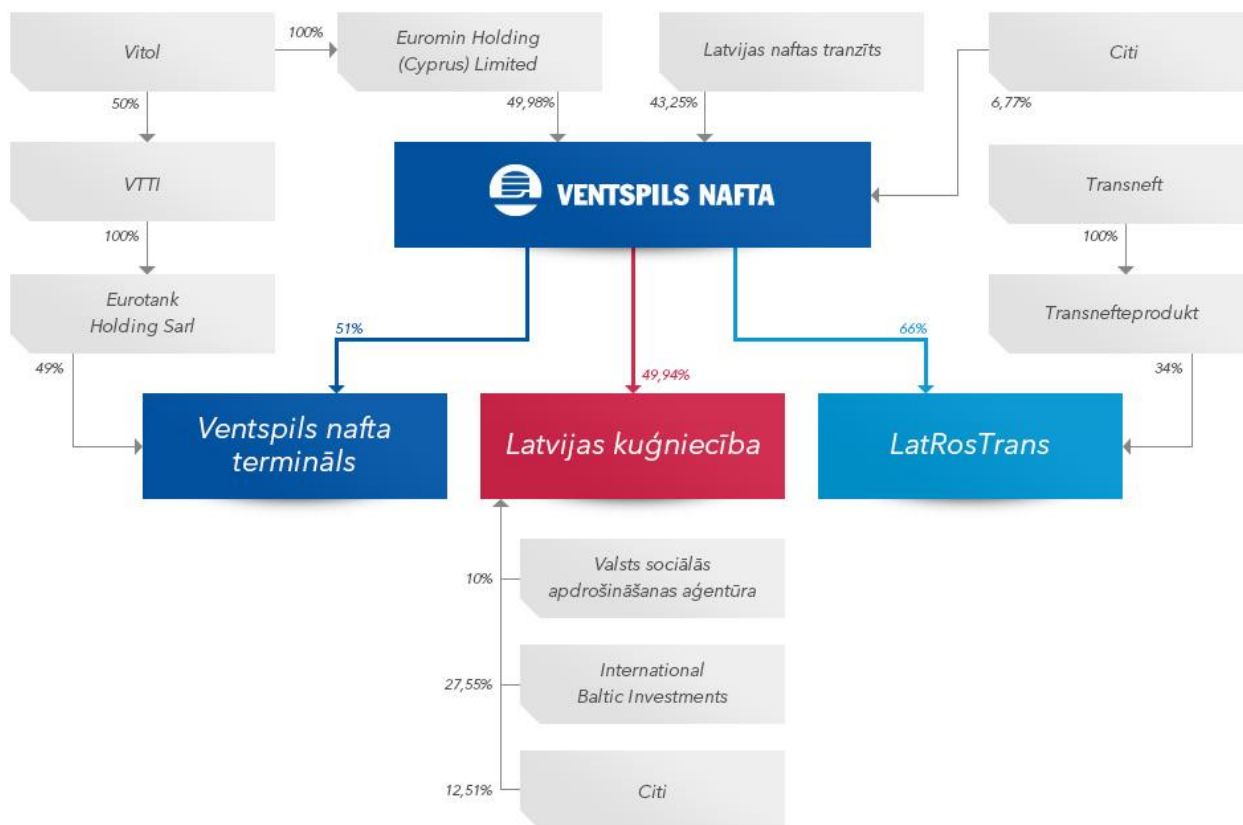 Vitol
100%
Euromin Holding
(Cyprus) Limited
Latvijas naftas tranzīts
Citi
50%
49,98%
43,25%
6,77%
VTTI
VENTSPILS NAFTA
Transneft
100%
100%
Eurotank
Holding Sarl
Transnefteprodukt
51%
66%
49%
49,94%
34%
Ventspils nafta
termināls
Latvijas kuģniecība
LatRosTrans
Valsts sociālās
apdrošināšanas aģentūra
10%
International
Baltic Investments
27,55%
12,51%
Citi